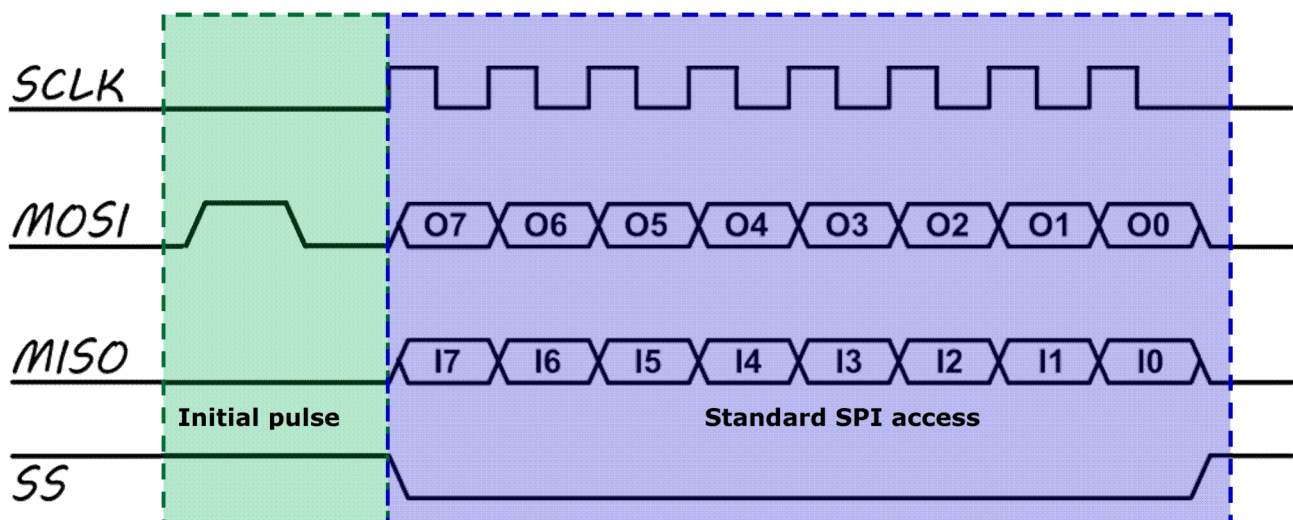 SCLK
MOSI
O7 O6 O5 O4 O3 O2 O1 O0
MISO
I7 I6 I5 I4 I3 I2 I1 I0
Initial pulse
Standard SPI access
SS